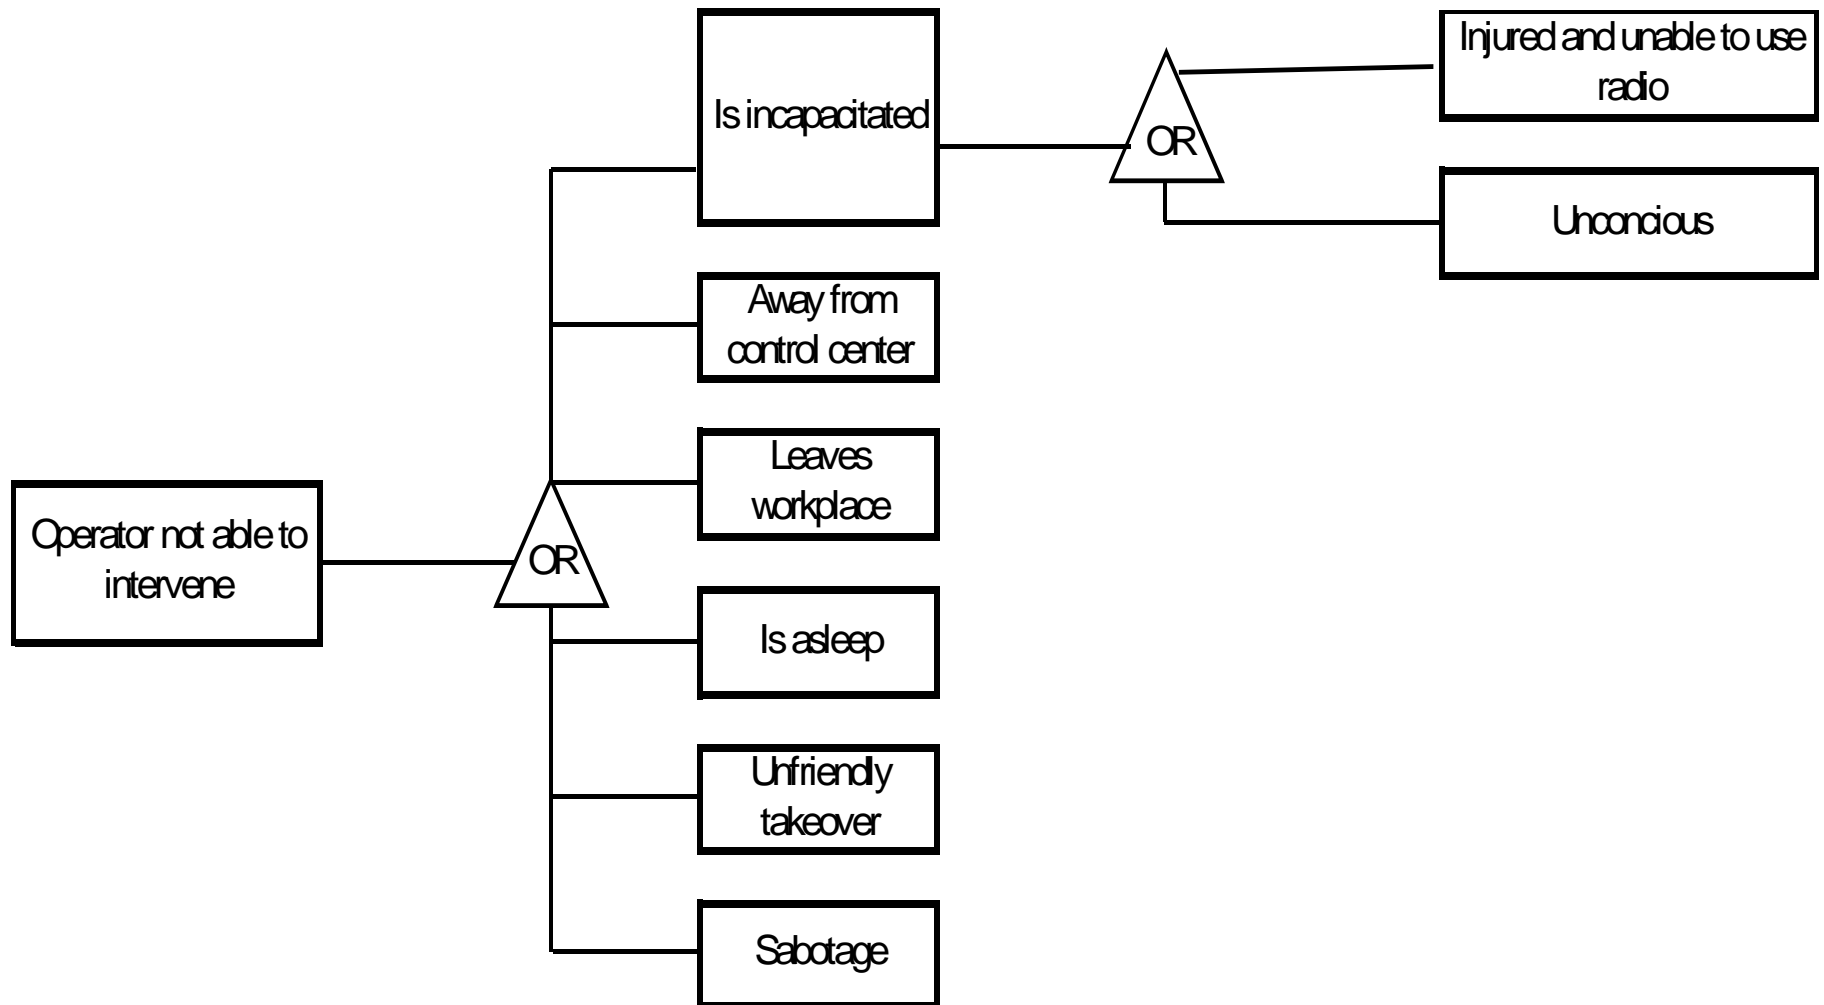 Injured and unable to use
radio
Is incapacitated
OR
Unconcious
Away from
control center
Leaves
workplace
Operator not able to
intervene
OR
Is asleep
Unfriendly
takeover
Sabotage